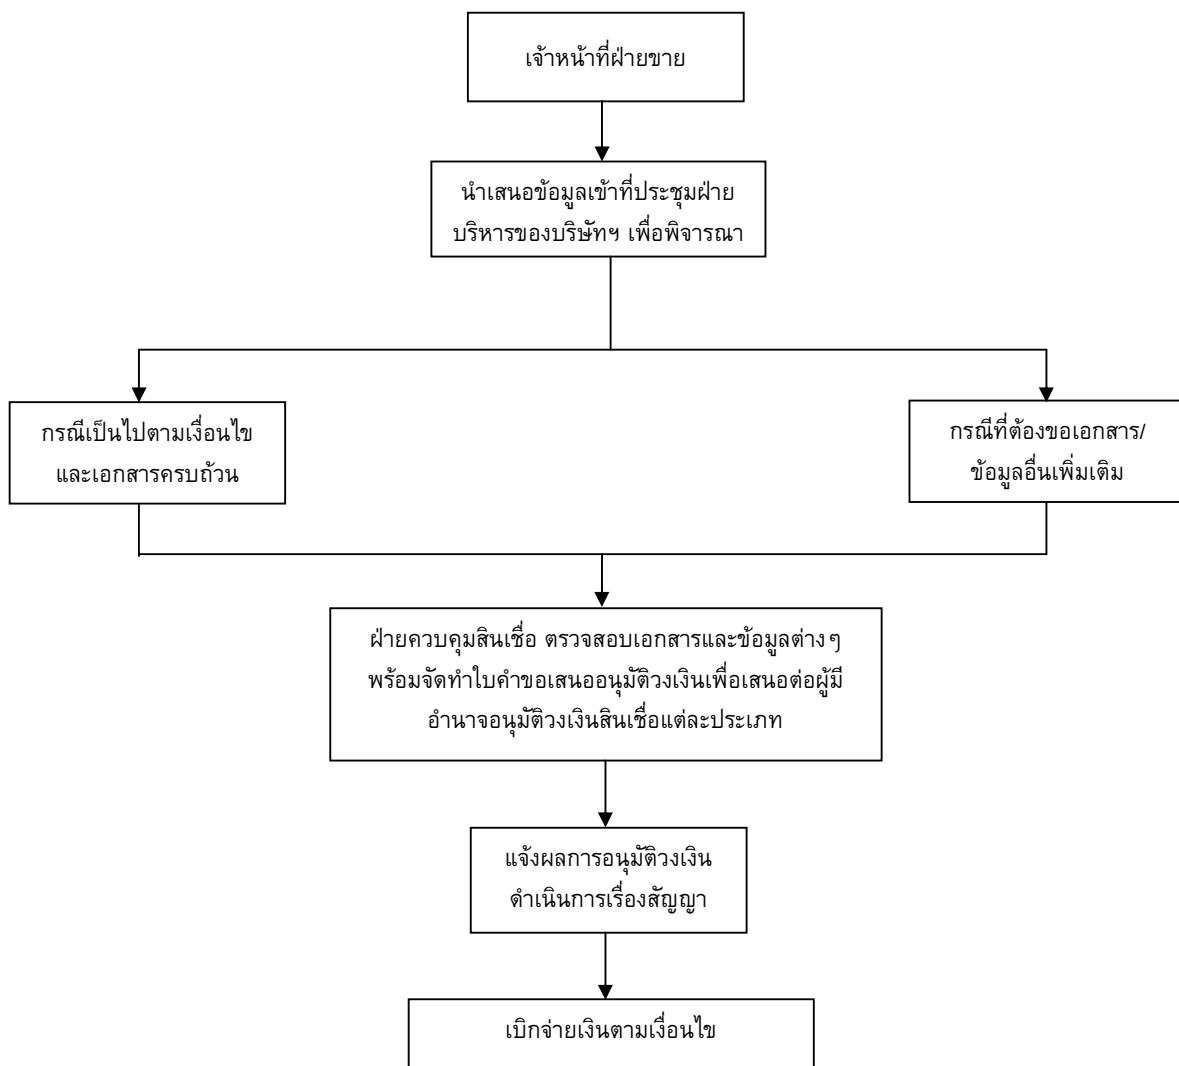 เจ้าหน้าที่ฝ่ายขาย
นำเสนอข้อมูลเข้าที่ประชุมฝ่าย
บริหารของบริษัทฯ เพื่อพิจารณา
กรณีเป็นไปตามเงื่อนไข
และเอกสารครบถ้วน
กรณีที่ต้องขอเอกสาร/
ข้อมูลอื่นเพิ่มเติม
ฝ่ายควบคุมสินเชื่อ ตรวจสอบเอกสารและข้อมูลต่างๆ
พร้อมจัดทำใบคำขอเสนออนุมัติวงเงินเพื่อเสนอต่อผู้มี
อำนาจอนุมัติวงเงินสินเชื่อแต่ละประเภท
แจ้งผลการอนุมัติวงเงิน
ดำเนินการเรื่องสัญญา
เบิกจ่ายเงินตามเงื่อนไข